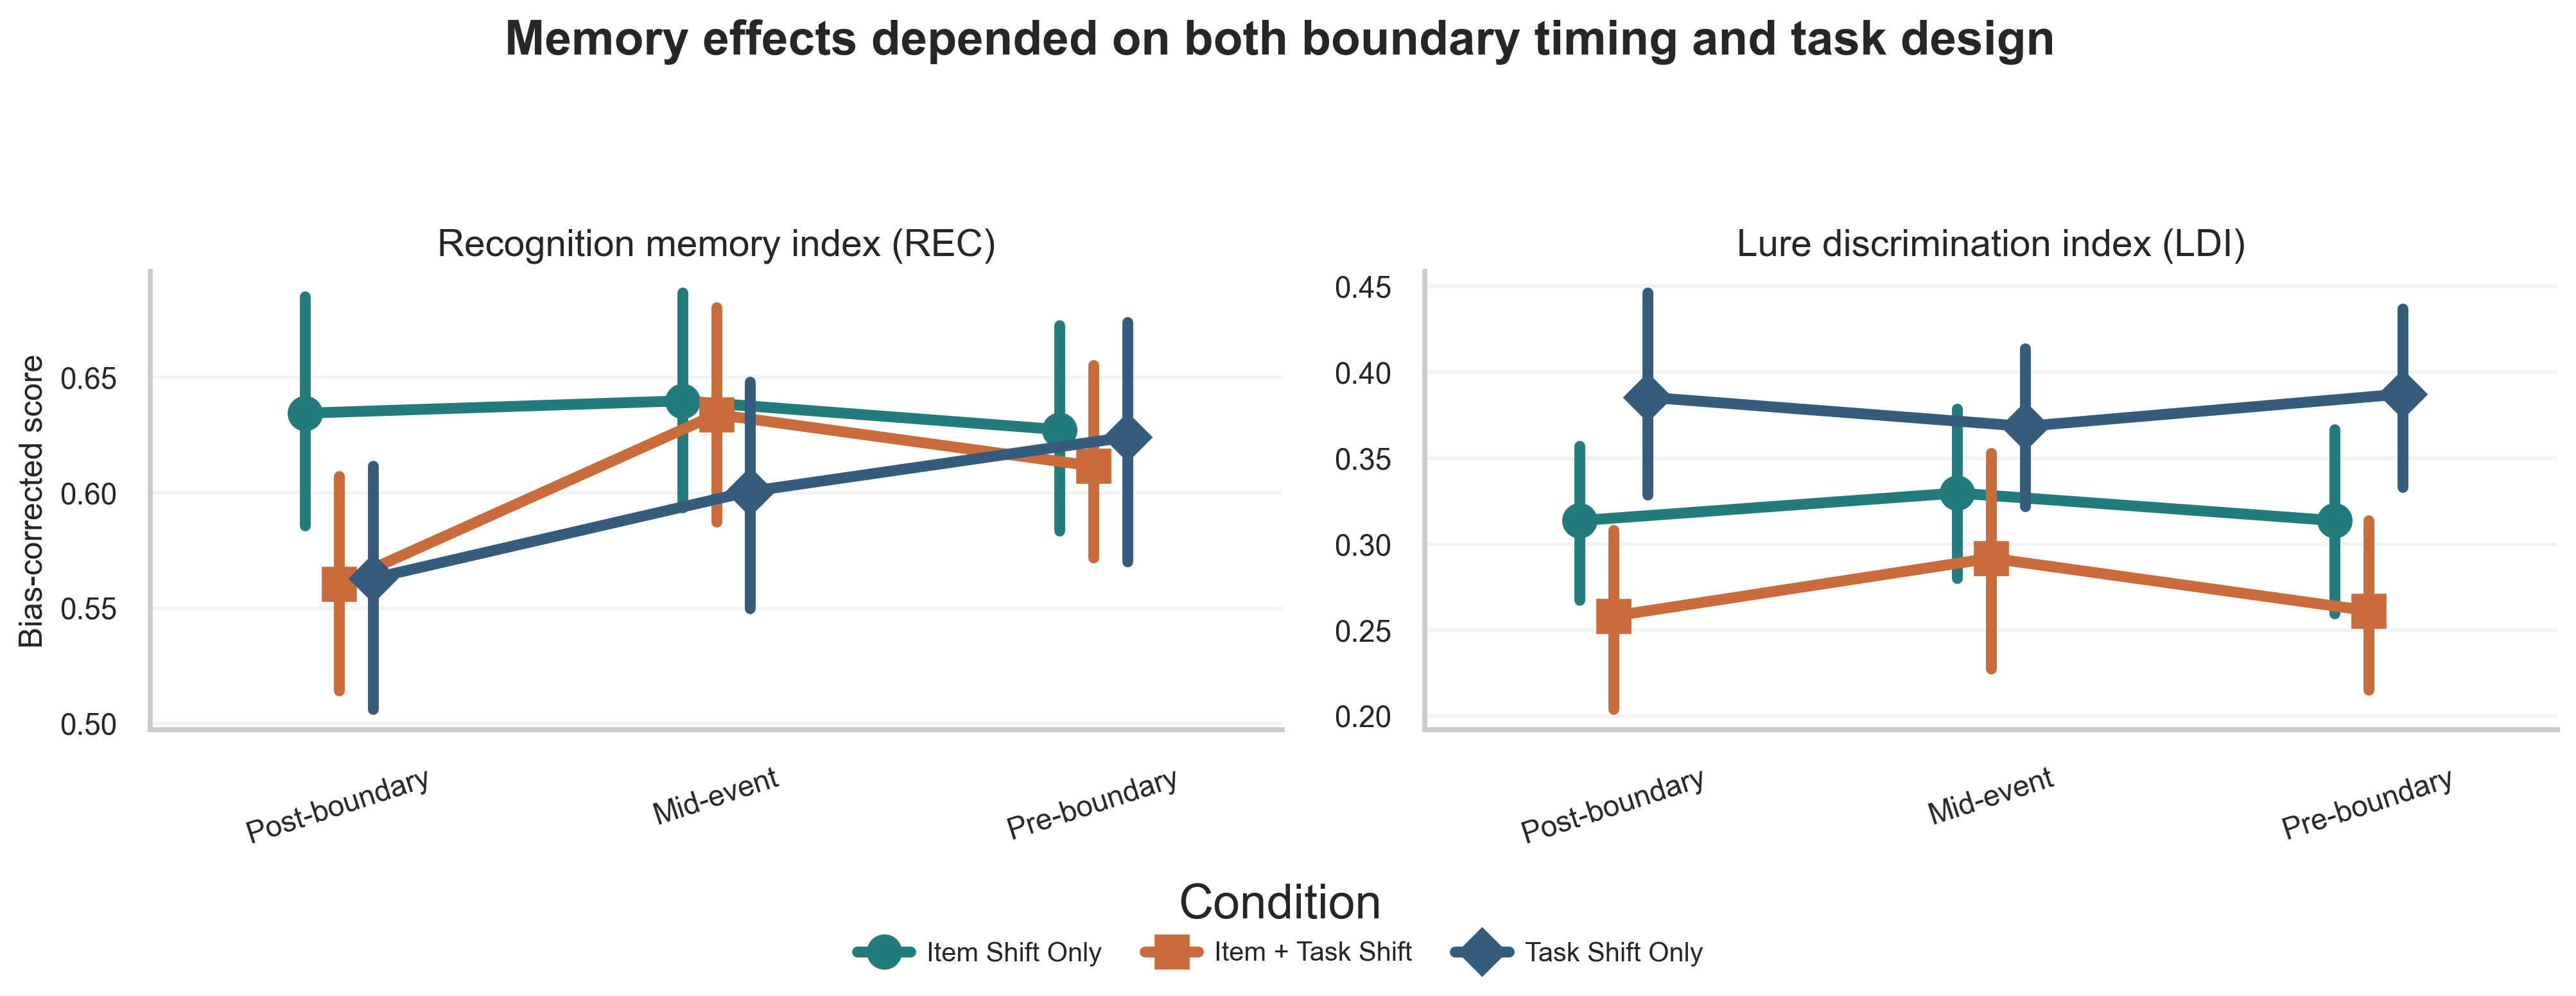 Memory effects depended on both boundary timing and task design
Recognition memory index (REC)
Bias-corrected score
0.65
0.60
0.55
0.50
Post-boundary
Mid-event
Pre-boundary
Lure discrimination index (LDI)
0.45
0.40
0.35
0.30
0.25
0.20
Post-boundary
Mid-event
Pre-boundary
Condition
Item Shift Only
Item + Task Shift
Task Shift Only